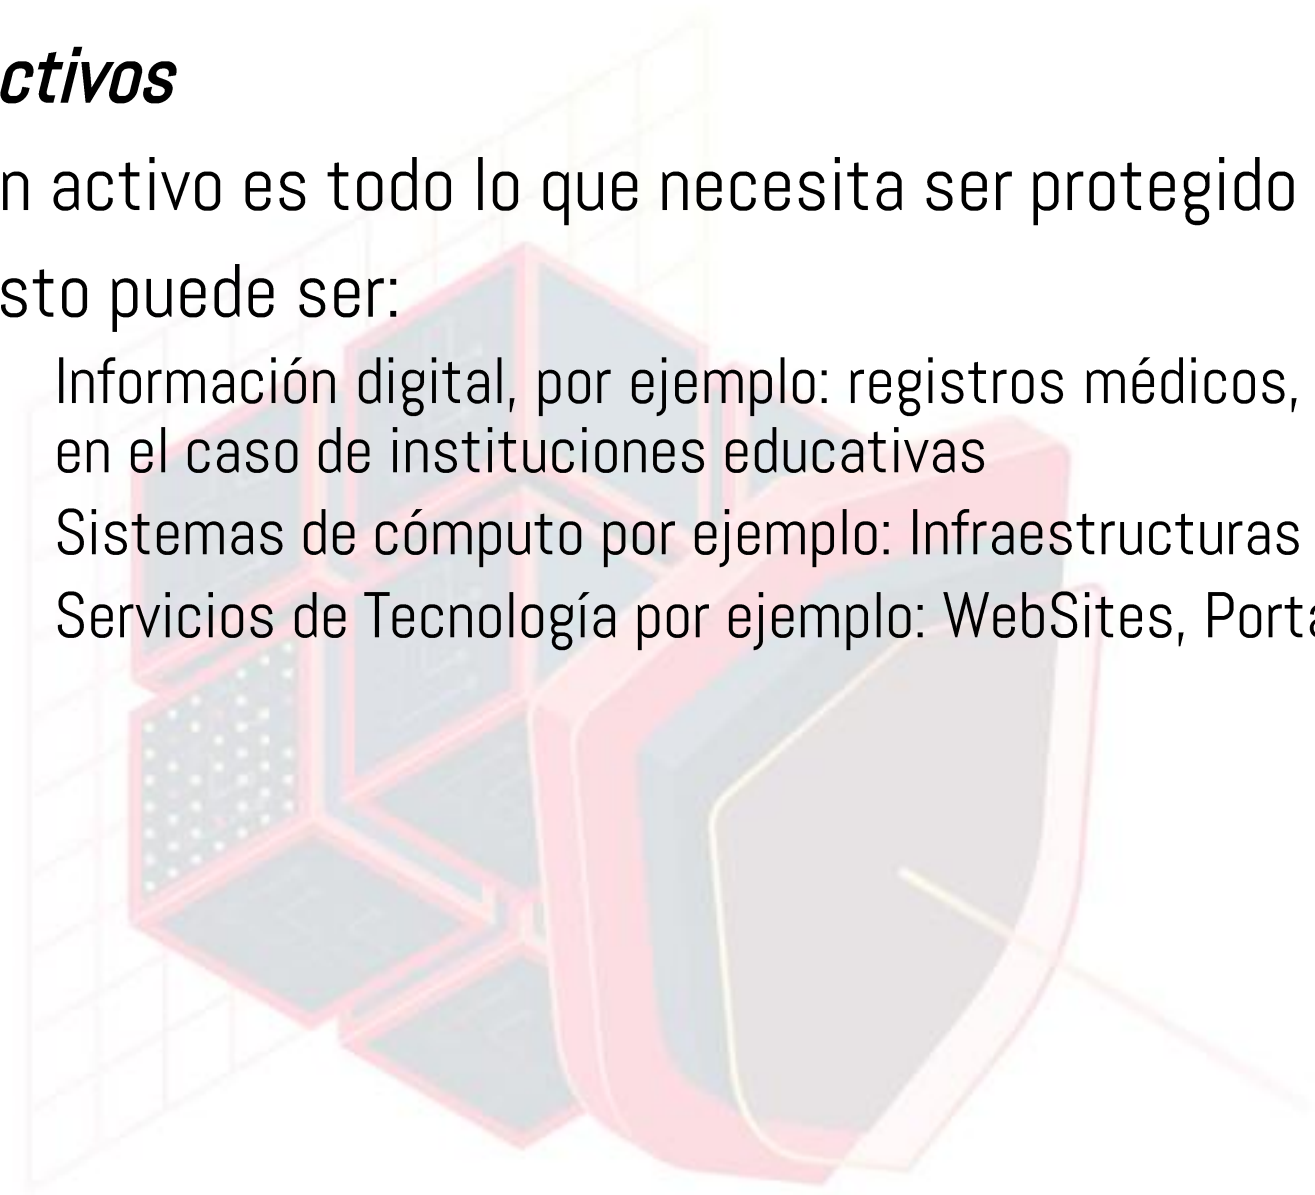 ctivos
n activo es todo lo que necesita ser protegido
sto puede ser:
Información digital, por ejemplo: registros médicos,
en el caso de instituciones educativas
Sistemas de cómputo por ejemplo: Infraestructuras
Servicios de Tecnología por ejemplo: WebSites, Porta